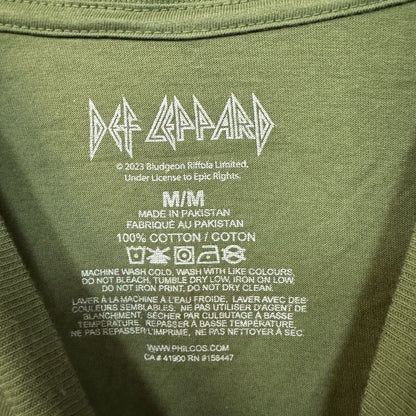 DEF LEPPARD
© 2023 Bludgeon Riffola Limited.
Under License to Epic Rights.
M/M
MADE IN PAKISTAN
FABRIQUÉ AU PAKISTAN
100% COTTON / COTON
MACHINE WASH COLD, WASH WITH LIKE COLOURS,
DO NOT BLEACH, TUMBLE DRY LOW, IRON ON LOW.
DO NOT IRON PRINT, DO NOT DRY CLEAN.
LAVER À LA MACHINE À L'EAU FROIDE, LAVER AVEC DES
COULEURS SEMBLABLES. NE PAS UTILISER D'AGENT DE
BLANCHIMENT, SÉCHER PAR CULBUTAGE À BASSE
TEMPÉRATURE, REPASSER À BASSE TEMPÉRATURE.
NE PAS REPASSER L'IMPRIMÉ, NE PAS NETTOYER À SEC.
WWW.PHILCOS.COM
CA# 41900 RN #158447